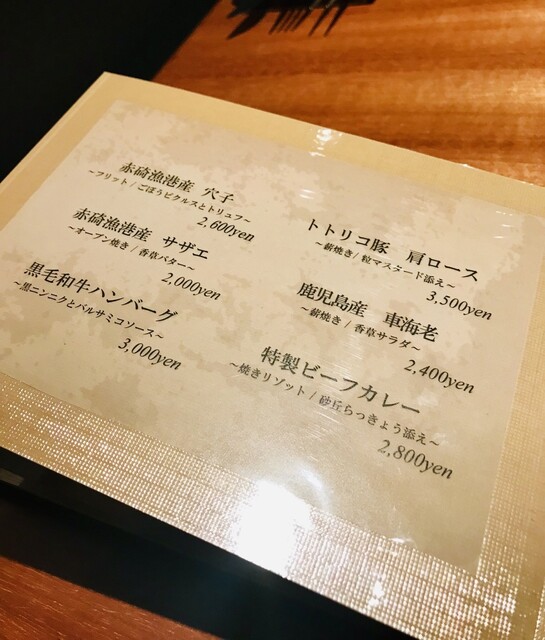 赤碕漁港産 穴子
~フリット / ごぼうピクルスとトリュフ~
2,600yen
赤碕漁港産 サザエ
~オーブン焼き / 香草バター~
2,000yen
黒毛和牛ハンバーグ
~黒ニンニクとバルサミコソース~
3,000yen
トトリコ豚 肩ロース
~薪焼き / 粒マスタード添え~
3,500yen
鹿児島産 車海老
~薪焼き / 香草サラダ~
2,400yen
特製ビーフカレー
~焼きリゾット / 砂丘らっきょう添え~
2,800yen